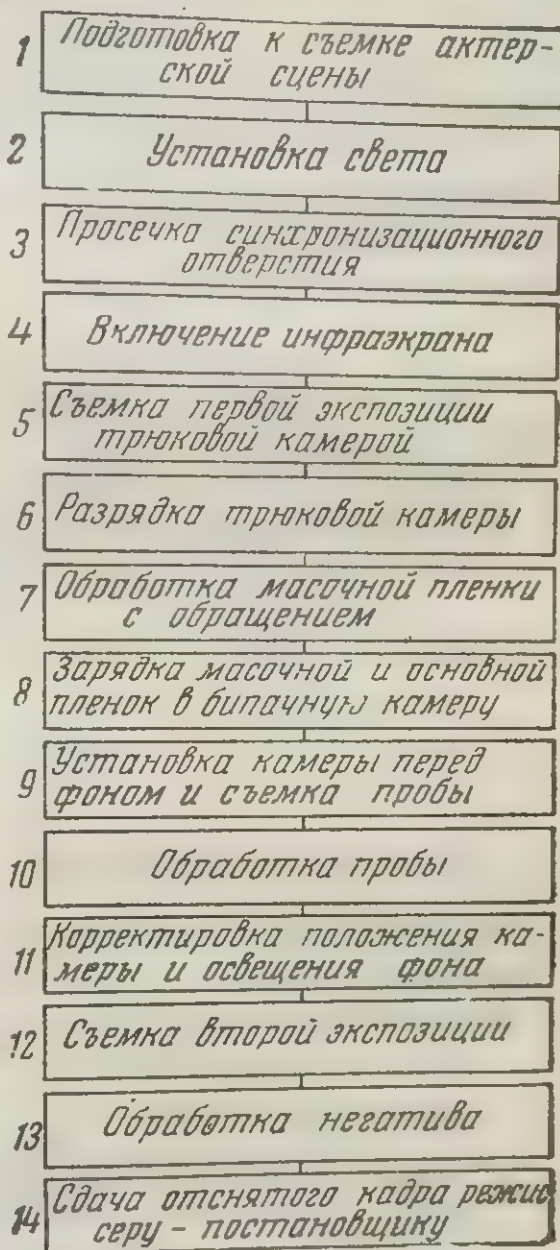 1 Подготовка к съемке актер-
ской сцены
2 Установка света
3 Просечка синхронизационного
отверстия
4 Включение инфраэкрана
5 Съемка первой экспозиции
трюковой камерой
6 Разрядка трюковой камеры
7 Обработка масочной пленки
с обращением
8 Зарядка масочной и основной
пленок в бипачную камеру
9 Установка камеры перед
фоном и съемка пробы
10 Обработка пробы
11 Корректировка положения ка-
меры и освещения фона
12 Съемка второй экспозиции
13 Обработка негатива
14 Сдача отснятого кадра режис-
серу - постановщику